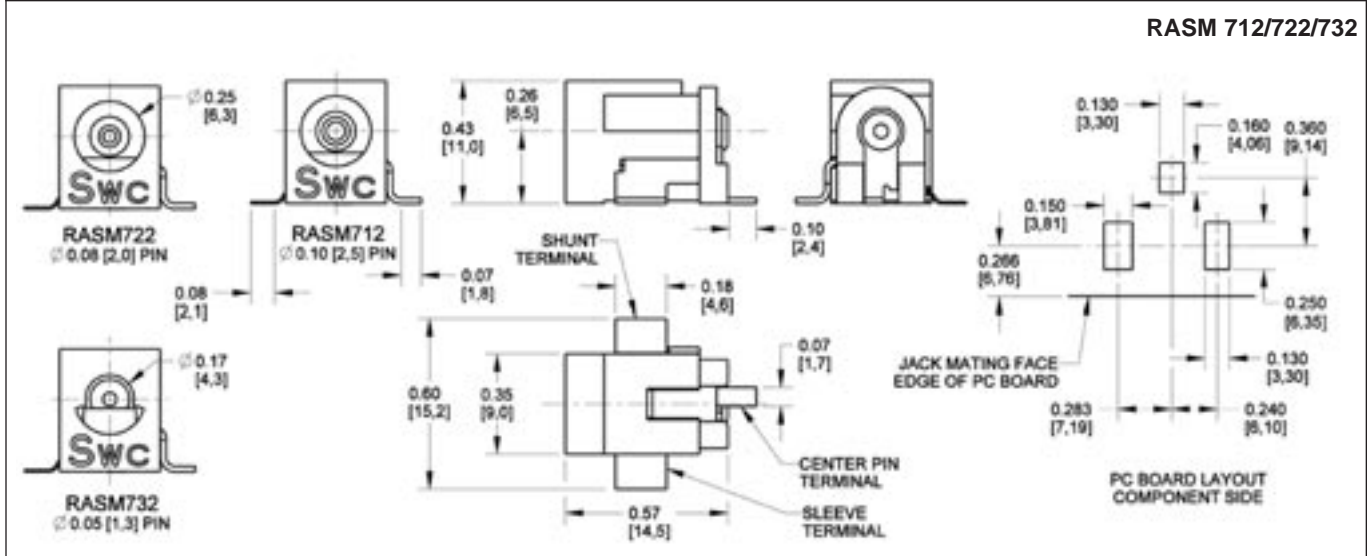 RASM 712/722/732
Ø 0.25
[6,3]
SWC
RASM722
Ø 0.08 [2,0] PIN
SWC
RASM712
Ø 0.10 [2,5] PIN
0.08
[2,1]
0.07
[1,8]
0.43
[11,0]
0.26
[6,5]
0.10
[2,4]
SHUNT
TERMINAL
0.18
[4,6]
0.60
[15,2]
0.35
[9,0]
0.07
[1,7]
CENTER PIN
TERMINAL
SLEEVE
TERMINAL
0.57
[14,5]
Ø 0.17
[4,3]
SWC
RASM732
Ø 0.05 [1,3] PIN
0.130
[3,30]
0.160
[4,06]
0.360
[9,14]
0.150
[3,81]
0.266
[6,76]
0.250
[6,35]
JACK MATING FACE
EDGE OF PC BOARD
0.130
[3,30]
0.283
[7,19]
0.240
[6,10]
PC BOARD LAYOUT
COMPONENT SIDE